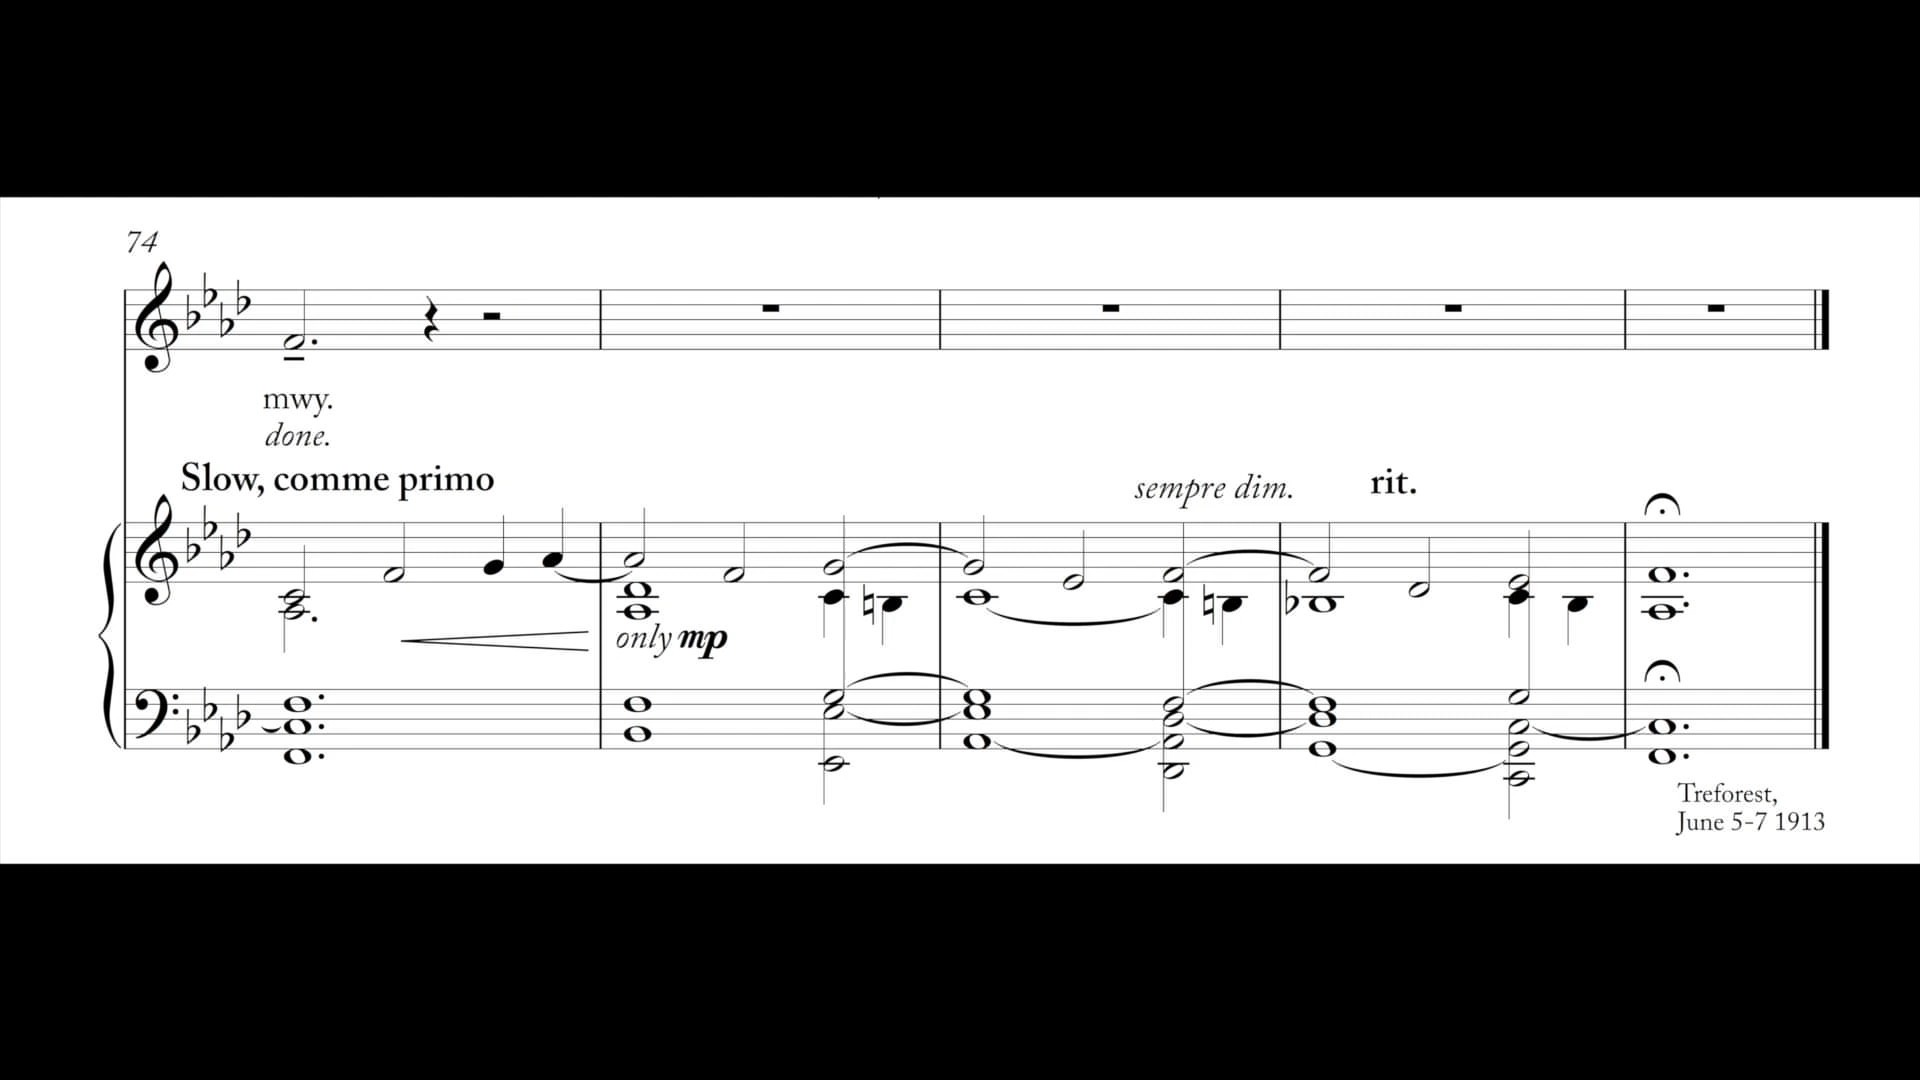 74
mwy.
done.
Slow, comme primo
sempre dim.
rit.
only mp
Treforest,
June 5-7 1913